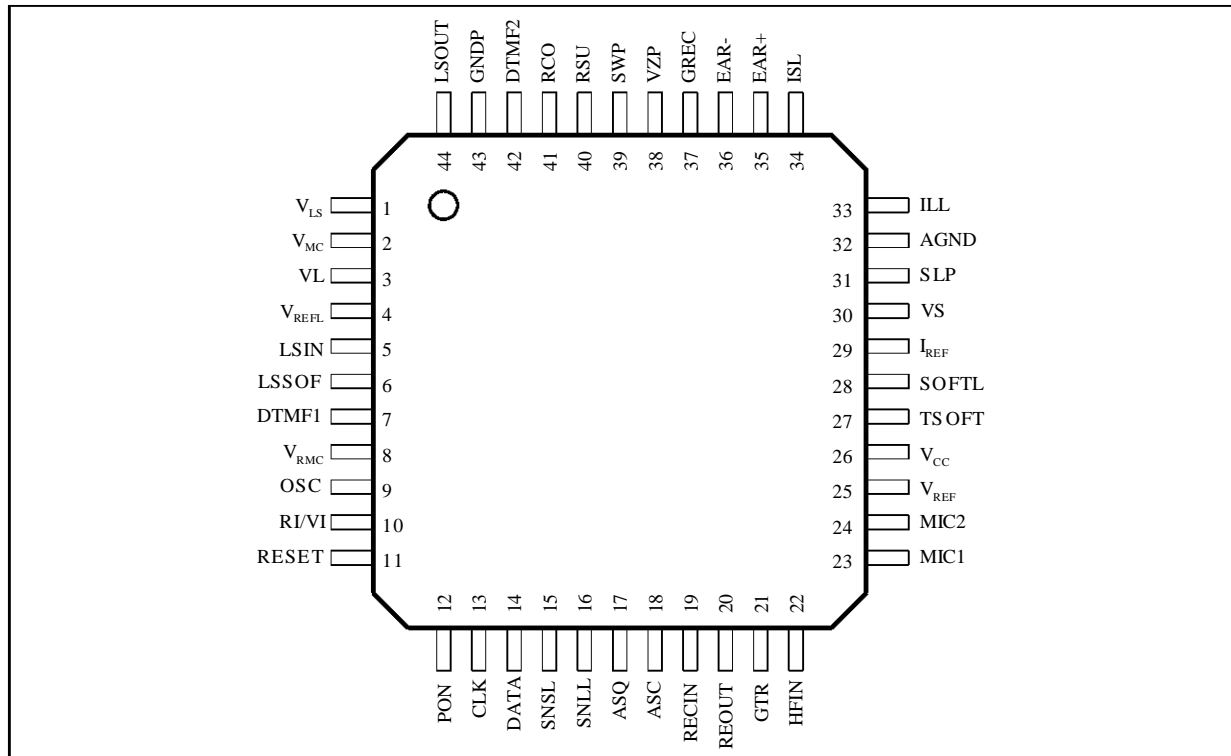 LSOUT
GNDP
DTMF2
RCO
RSU
SWP
VZP
GREC
EAR-
EAR+
ISL
44
43
42
41
40
39
38
37
36
35
34
VLS 1
VMC 2
VL 3
VREFL 4
LSIN 5
LSSOF 6
DTMF1 7
VRMC 8
OSC 9
RI/VI 10
RESET 11
33 ILL
32 AGND
31 SLP
30 VS
29 IREF
28 SOFTL
27 TSOFT
26 VCC
25 VREF
24 MIC2
23 MIC1
12
13
14
15
16
17
18
19
20
21
22
PON
CLK
DATA
SNSL
SNLL
ASQ
ASC
RECIN
REOUT
GTR
HFIN